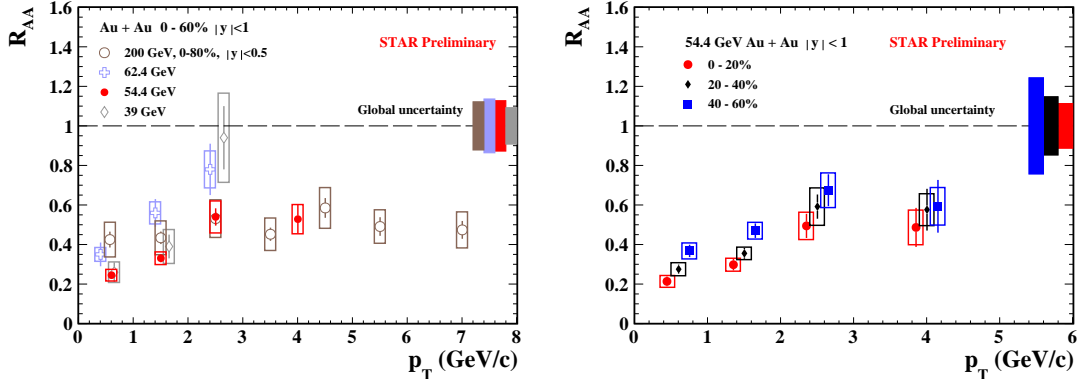 R_AA
1.6
1.4
1.2
1
0.8
0.6
0.4
0.2
0
Au + Au 0 - 60% |y|<1
200 GeV, 0-80%, |y|<0.5
62.4 GeV
54.4 GeV
39 GeV
STAR Preliminary
Global uncertainty
0 1 2 3 4 5 6 7 8
p_T (GeV/c)
R_AA
1.6
1.4
1.2
1
0.8
0.6
0.4
0.2
0
54.4 GeV Au + Au |y| < 1
0 - 20%
20 - 40%
40 - 60%
STAR Preliminary
Global uncertainty
0 1 2 3 4 5 6
p_T (GeV/c)